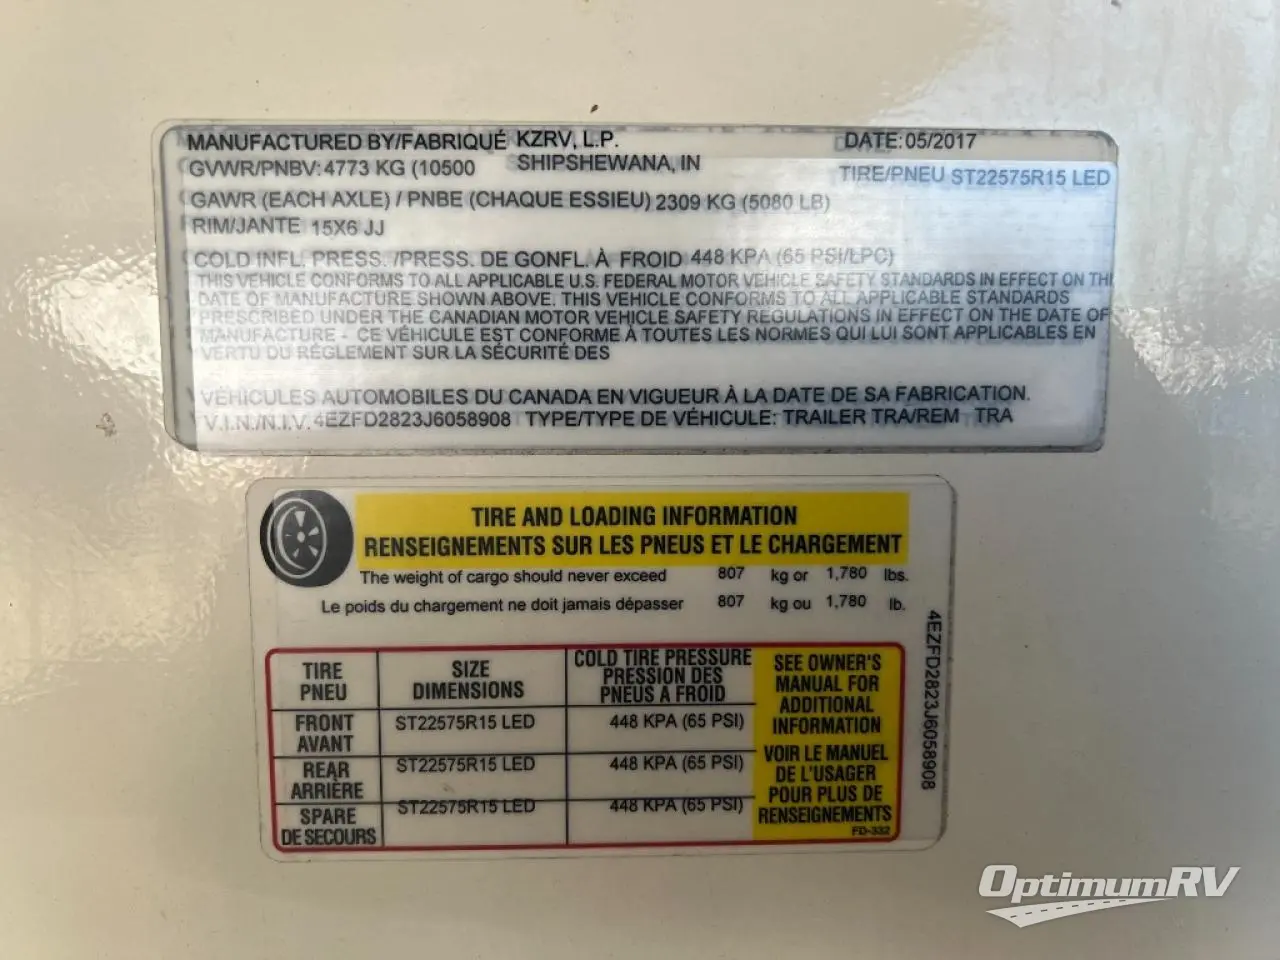 MANUFACTURED BY/FABRIQUÉ KZRV, L.P. DATE: 05/2017
GVWR/PNBV: 4773 KG (10500 SHIPSHEWANA, IN TIRE/PNEU ST22575R15 LED
GAWR (EACH AXLE) / PNBE (CHAQUE ESSIEU) 2309 KG (5080 LB)
RIM/JANTE 15X6 JJ
COLD INFL. PRESS. /PRESS. DE GONFL. À FROID 448 KPA (65 PSI/LPC)
THIS VEHICLE CONFORMS TO ALL APPLICABLE U.S. FEDERAL MOTOR VEHICLE SAFETY STANDARDS IN EFFECT ON THE
DATE OF MANUFACTURE SHOWN ABOVE. THIS VEHICLE CONFORMS TO ALL APPLICABLE STANDARDS
PRESCRIBED UNDER THE CANADIAN MOTOR VEHICLE SAFETY REGULATIONS IN EFFECT ON THE DATE OF
MANUFACTURE - CE VÉHICULE EST CONFORME À TOUTES LES NORMES QUI LUI SONT APPLICABLES EN
VERTU DU RÉGLEMENT SUR LA SÉCURITÉ DES
VÉHICULES AUTOMOBILES DU CANADA EN VIGUEUR À LA DATE DE SA FABRICATION.
V.I.N./N.I.V. 4EZFD2823J6058908 TYPE/TYPE DE VÉHICULE: TRAILER TRA/REM TRA
TIRE AND LOADING INFORMATION
RENSEIGNEMENTS SUR LES PNEUS ET LE CHARGEMENT
The weight of cargo should never exceed 807 kg or 1,780 lbs.
Le poids du chargement ne doit jamais dépasser 807 kg ou 1,780 lb.
TIRE
PNEU
SIZE
DIMENSIONS
COLD TIRE PRESSURE
PRESSION DES
PNEUS A FROID
FRONT
AVANT
ST22575R15 LED 448 KPA (65 PSI)
REAR
ARRIÈRE
ST22575R15 LED 448 KPA (65 PSI)
SPARE
DE SECOURS
ST22575R15 LED 448 KPA (65 PSI)
SEE OWNER'S
MANUAL FOR
ADDITIONAL
INFORMATION
VOIR LE MANUEL
DE L'USAGER
POUR PLUS DE
RENSEIGNEMENTS
FD-332
4EZFD2823J6058908
OptimumRV